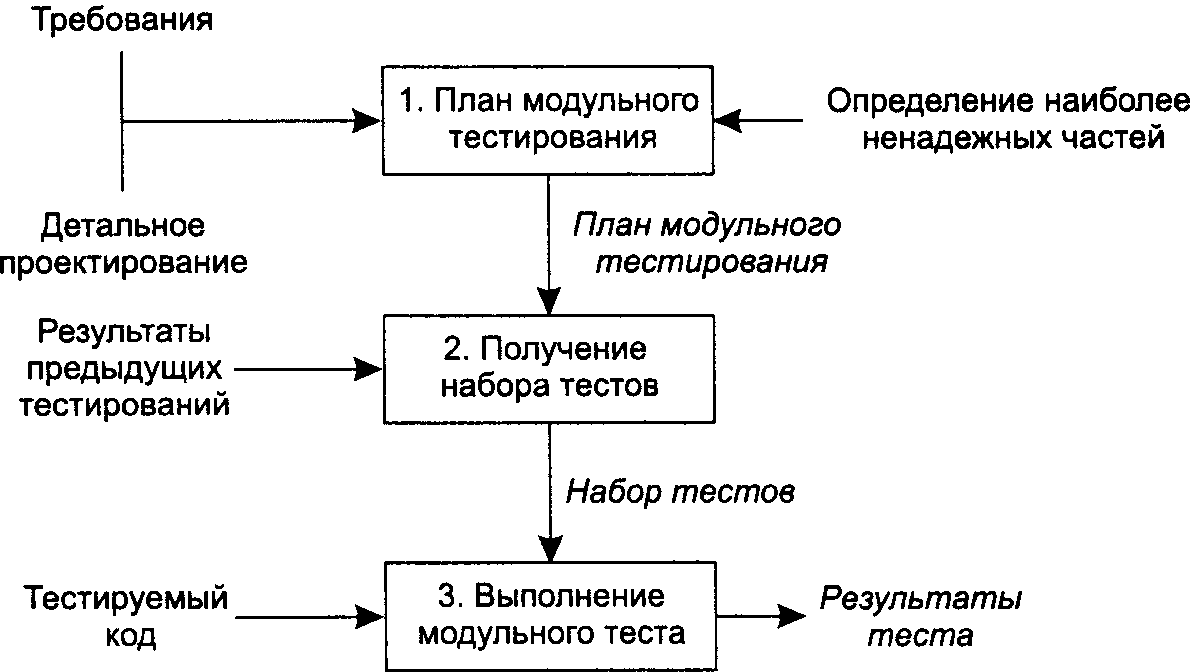 Требования
1. План модульного
тестирования
Определение наиболее
ненадежных частей
Детальное
проектирование
План модульного
тестирования
Результаты
предыдущих
тестирований
2. Получение
набора тестов
Набор тестов
Тестируемый
код
3. Выполнение
модульного теста
Результаты
теста